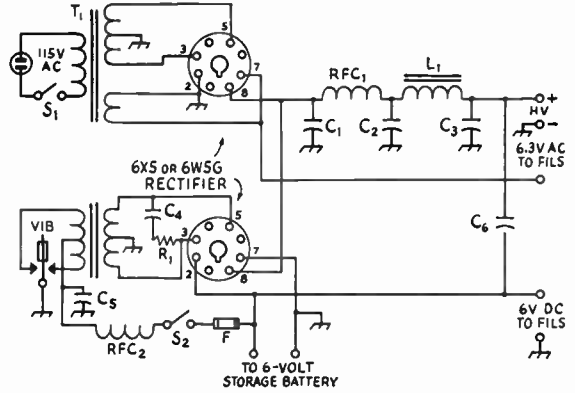 T1
115V
AC
S1
5
3
7
2
8
RFC1
L1
C1
C2
C3
+
HV
−
6.3V AC
TO FILS
6X5 OR 6W5G
RECTIFIER
VIB
C4
R1
3
5
7
2
8
C6
C5
RFC2
S2
F
6V DC
TO FILS
TO 6-VOLT
STORAGE BATTERY